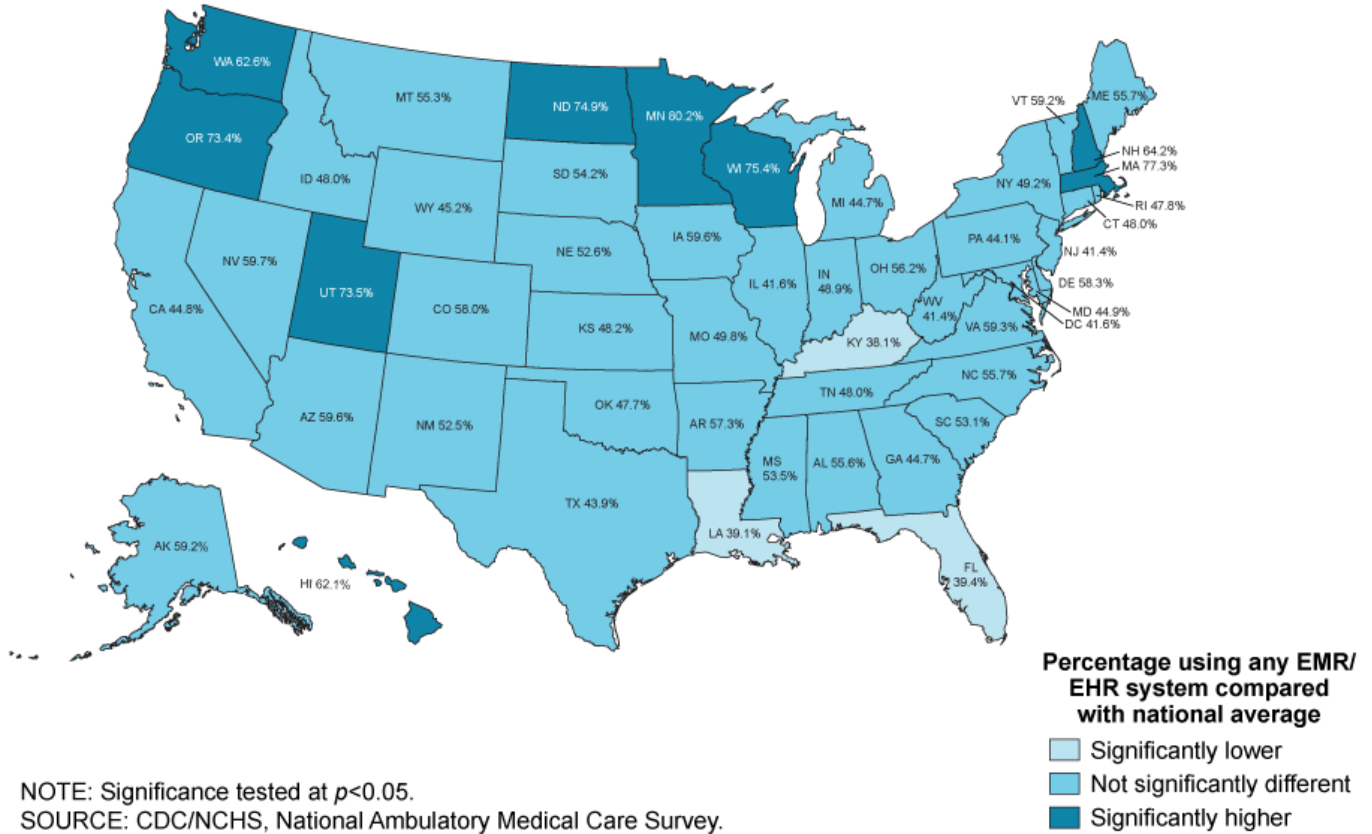 WA 62.6%
MT 55.3%
ND 74.9%
MN 80.2%
VT 59.2%
ME 55.7%
OR 73.4%
ID 48.0%
WY 45.2%
SD 54.2%
WI 75.4%
MI 44.7%
NY 49.2%
NH 64.2%
MA 77.3%
RI 47.8%
CT 48.0%
NV 59.7%
UT 73.5%
CO 58.0%
NE 52.6%
IA 59.6%
IL 41.6%
IN
48.9%
OH 56.2%
PA 44.1%
NJ 41.4%
DE 58.3%
MD 44.9%
DC 41.6%
CA 44.8%
KS 48.2%
MO 49.8%
KY 38.1%
WV
41.4%
VA 59.3%
AZ 59.6%
NM 52.5%
OK 47.7%
AR 57.3%
TN 48.0%
NC 55.7%
SC 53.1%
TX 43.9%
LA 39.1%
MS
53.5%
AL 55.6%
GA 44.7%
FL
39.4%
AK 59.2%
HI 62.1%
Percentage using any EMR/
EHR system compared
with national average
Significantly lower
Not significantly different
Significantly higher
NOTE: Significance tested at p<0.05.
SOURCE: CDC/NCHS, National Ambulatory Medical Care Survey.